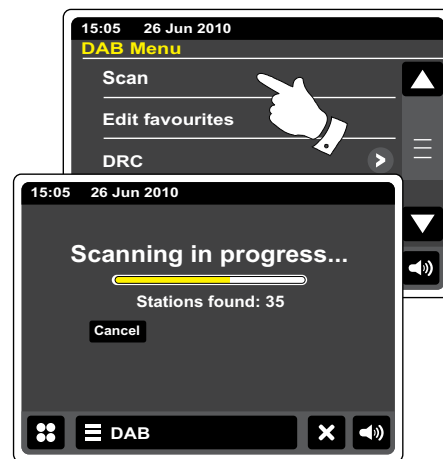 15:05 26 Jun 2010
DAB Menu
Scan
Edit favourites
DRC
15:05 26 Jun 2010
Scanning in progress...
Stations found: 35
Cancel
DAB